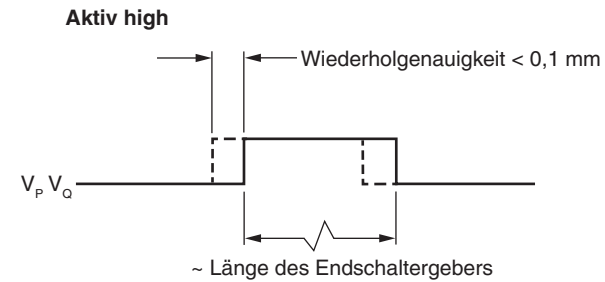 Aktiv high
Wiederholgenauigkeit < 0,1 mm
V_P V_Q
~ Länge des Endschaltergebers